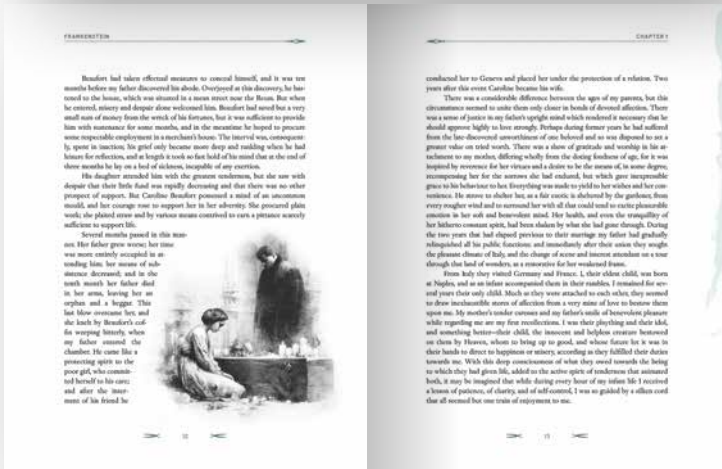 FRANKENSTEIN
Beaufort had taken effectual measures to conceal himself, and it was ten
months before my father discovered his abode. Overjoyed at this discovery, he has-
tened to the house, which was situated in a mean street near the Reuss. But when
he entered, misery and despair alone welcomed him. Beaufort had saved but a very
small sum of money from the wreck of his fortunes, but it was sufficient to provide
him with sustenance for some months, and in the meantime he hoped to procure
some respectable employment in a merchant's house. The interval was, consequent-
ly, spent in inaction; his grief only became more deep and rankling when he had
leisure for reflection, and at length it took so fast hold of his mind that at the end of
three months he lay on a bed of sickness, incapable of any exertion.
His daughter attended him with the greatest tenderness, but she saw with
despair that their little fund was rapidly decreasing and that there was no other
prospect of support. But Caroline Beaufort possessed a mind of an uncommon
mould, and her courage rose to support her in her adversity. She procured plain
work; she plaited straw and by various means contrived to earn a pittance scarcely
sufficient to support life.
Several months passed in this man-
ner. Her father grew worse; her time
was more entirely occupied in at-
tending him; her means of sub-
sistence decreased; and in the
tenth month her father died
in her arms, leaving her an
orphan and a beggar. This
last blow overcame her, and
she knelt by Beaufort's cof-
fin weeping bitterly, when
my father entered the
chamber. He came like a
protecting spirit to the
poor girl, who commit-
ted herself to his care;
and after the inter-
ment of his friend he
CHAPTER 1
conducted her to Geneva and placed her under the protection of a relation. Two
years after this event Caroline became his wife.
There was a considerable difference between the ages of my parents, but this
circumstance seemed to unite them only closer in bonds of devoted affection. There
was a sense of justice in my father's upright mind which rendered it necessary that he
should approve highly to love strongly. Perhaps during former years he had suffered
from the late-discovered unworthiness of one beloved and so was disposed to set a
greater value on tried worth. There was a show of gratitude and worship in his at-
tachment to my mother, differing wholly from the doting fondness of age, for it was
inspired by reverence for her virtues and a desire to be the means of, in some degree,
recompensing her for the sorrows she had endured, but which gave inexpressible
grace to his behaviour to her. Everything was made to yield to her wishes and her con-
venience. He strove to shelter her, as a fair exotic is sheltered by the gardener, from
every rougher wind and to surround her with all that could tend to excite pleasurable
emotion in her soft and benevolent mind. Her health, and even the tranquillity of
her hitherto constant spirit, had been shaken by what she had gone through. During
the two years that had elapsed previous to their marriage my father had gradually
relinquished all his public functions; and immediately after their union they sought
the pleasant climate of Italy, and the change of scene and interest attendant on a tour
through that land of wonders, as a restorative for her weakened frame.
From Italy they visited Germany and France. I, their eldest child, was born
at Naples, and as an infant accompanied them in their rambles. I remained for sev-
eral years their only child. Much as they were attached to each other, they seemed
to draw inexhaustible stores of affection from a very mine of love to bestow them
upon me. My mother's tender caresses and my father's smile of benevolent pleasure
while regarding me are my first recollections. I was their plaything and their idol,
and something better—their child, the innocent and helpless creature bestowed
on them by Heaven, whom to bring up to good, and whose future lot it was in
their hands to direct to happiness or misery, according as they fulfilled their duties
towards me. With this deep consciousness of what they owed towards the being
to which they had given life, added to the active spirit of tenderness that animated
both, it may be imagined that while during every hour of my infant life I received
a lesson of patience, of charity, and of self-control, I was so guided by a silken cord
that all seemed but one train of enjoyment to me.